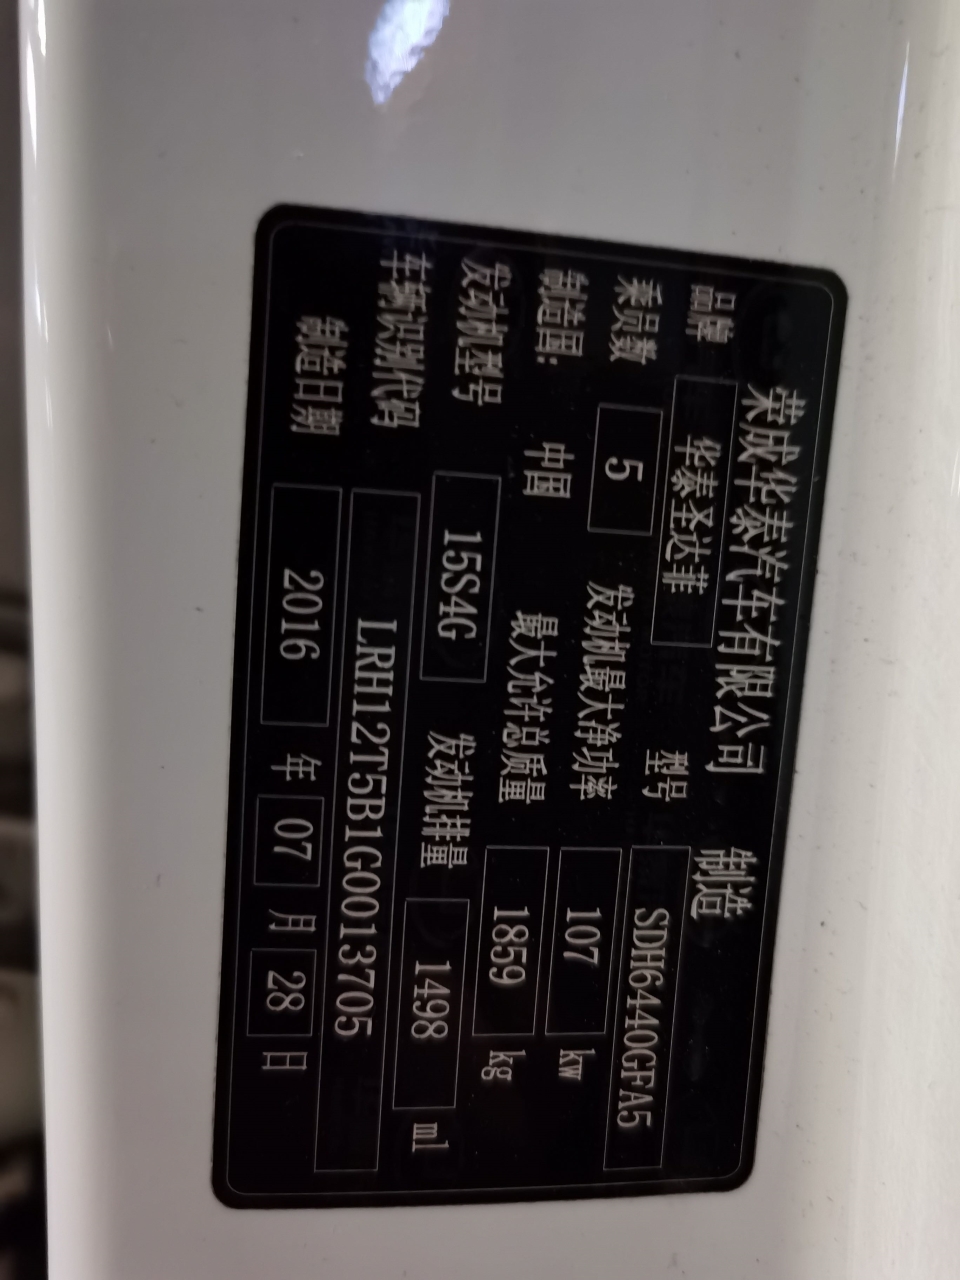 荣成华泰汽车有限公司 制造
品牌 华泰圣达菲 型号 SDH6440GFA5
乘员数 5 发动机最大净功率 107 kw
制造国: 中国 最大允许总质量 1859 kg
发动机型号 15S4G 发动机排量 1498 ml
车辆识别代码 LRH12T5B1G0013705
制造日期 2016 年 07 月 28 日